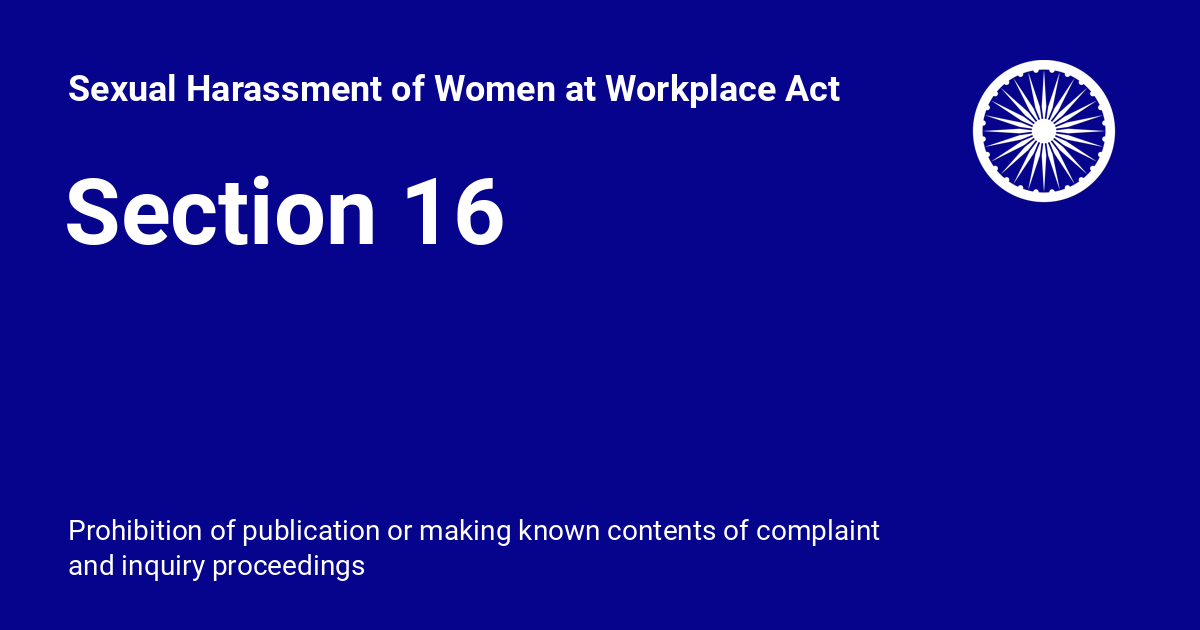 Sexual Harassment of Women at Workplace Act
Section 16
Prohibition of publication or making known contents of complaint
and inquiry proceedings